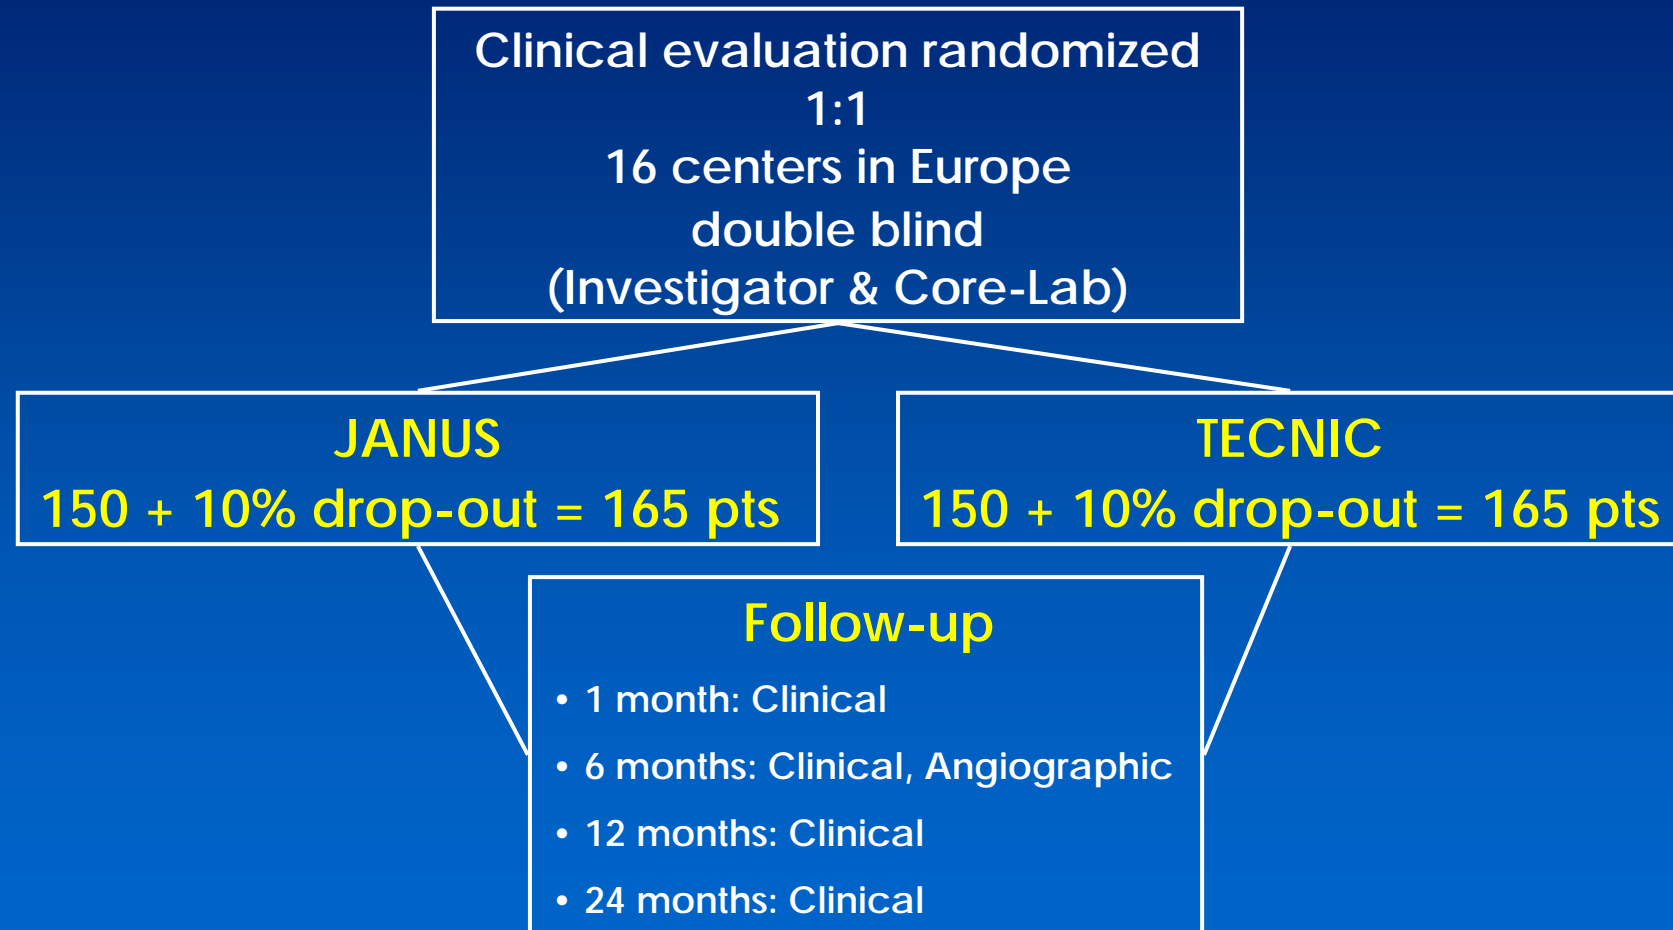 Clinical evaluation randomized
1:1
16 centers in Europe
double blind
(Investigator & Core-Lab)
JANUS
150 + 10% drop-out = 165 pts
TECNIC
150 + 10% drop-out = 165 pts
Follow-up
• 1 month: Clinical
• 6 months: Clinical, Angiographic
• 12 months: Clinical
• 24 months: Clinical